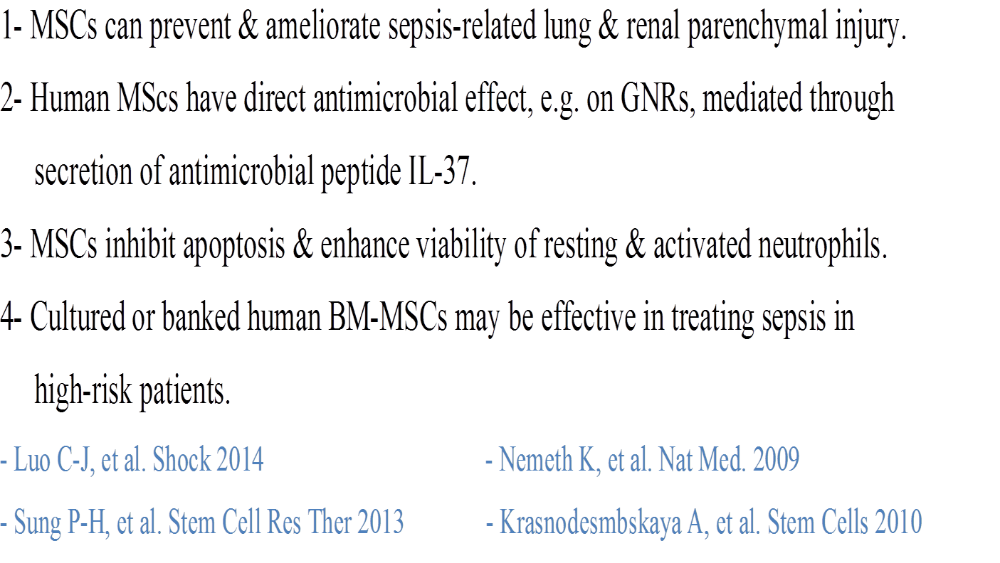 1- MSCs can prevent & ameliorate sepsis-related lung & renal parenchymal injury.
2- Human MScs have direct antimicrobial effect, e.g. on GNRs, mediated through
secretion of antimicrobial peptide IL-37.
3- MSCs inhibit apoptosis & enhance viability of resting & activated neutrophils.
4- Cultured or banked human BM-MSCs may be effective in treating sepsis in
high-risk patients.
- Luo C-J, et al. Shock 2014 - Nemeth K, et al. Nat Med. 2009
- Sung P-H, et al. Stem Cell Res Ther 2013 - Krasnodesmbskaya A, et al. Stem Cells 2010